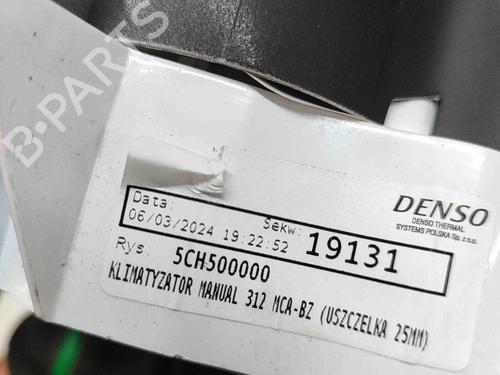 B-PARTS
DENSO
DENSO THERMAL
SYSTEMS POLSKA Sp. z o.o.
Data:
06/03/2024 19:22:52
Sekw:
19131
Rys: 5CH500000
KLIMATYZATOR MANUAL 312 MCA-BZ (USZCZELKA 25MM)